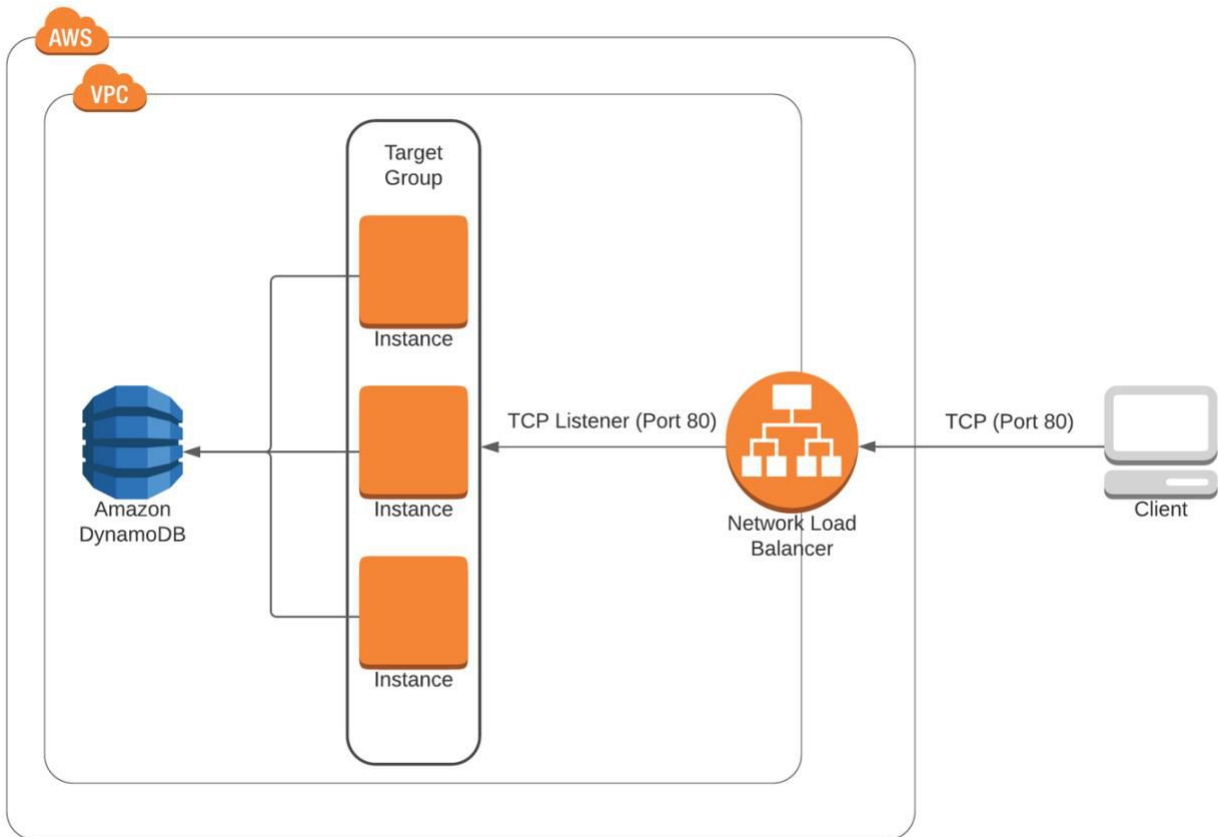 AWS
VPC
Target
Group
Instance
Instance
Instance
Amazon
DynamoDB
TCP Listener (Port 80)
Network Load
Balancer
TCP (Port 80)
Client